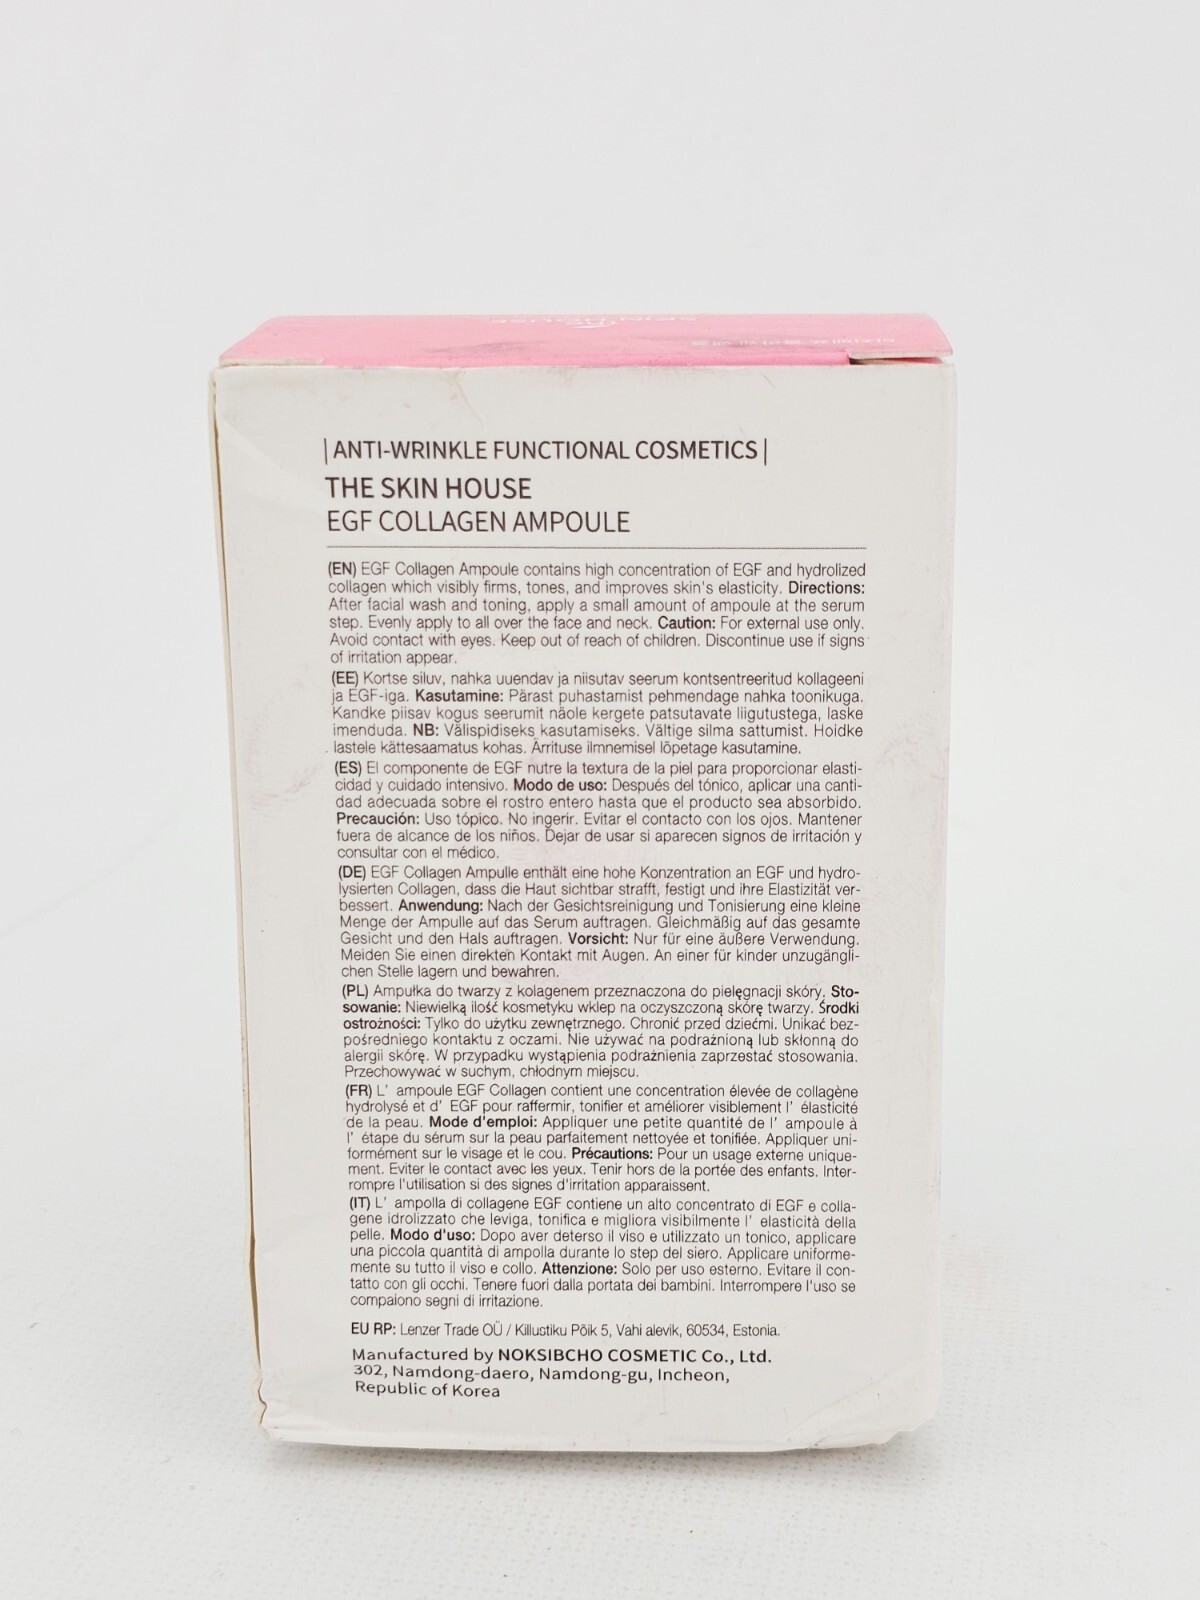 SKIN HOUSE
| ANTI-WRINKLE FUNCTIONAL COSMETICS |
THE SKIN HOUSE
EGF COLLAGEN AMPOULE
(EN) EGF Collagen Ampoule contains high concentration of EGF and hydrolized
collagen which visibly firms, tones, and improves skin's elasticity. Directions:
After facial wash and toning, apply a small amount of ampoule at the serum
step. Evenly apply to all over the face and neck. Caution: For external use only.
Avoid contact with eyes. Keep out of reach of children. Discontinue use if signs
of irritation appear.
(EE) Kortse siluv, nahka uuendav ja niisutav seerum kontsentreeritud kollageeni
ja EGF-iga. Kasutamine: Pärast puhastamist pehmendage nahka toonikuga.
Kandke piisav kogus seerumit näole kergete patsutavate liigutustega, laske
imenduda. NB: Välispidiseks kasutamiseks. Vältige silma sattumist. Hoidke
lastele kättesaamatus kohas. Ärrituse ilmnemisel lõpetage kasutamine.
(ES) El componente de EGF nutre la textura de la piel para proporcionar elasti-
cidad y cuidado intensivo. Modo de uso: Después del tónico, aplicar una canti-
dad adecuada sobre el rostro entero hasta que el producto sea absorbido.
Precaución: Uso tópico. No ingerir. Evitar el contacto con los ojos. Mantener
fuera de alcance de los niños. Dejar de usar si aparecen signos de irritación y
consultar con el médico.
(DE) EGF Collagen Ampulle enthält eine hohe Konzentration an EGF und hydro-
lysierten Collagen, dass die Haut sichtbar strafft, festigt und ihre Elastizität ver-
bessert. Anwendung: Nach der Gesichtsreinigung und Tonisierung eine kleine
Menge der Ampulle auf das Serum auftragen. Gleichmäßig auf das gesamte
Gesicht und den Hals auftragen. Vorsicht: Nur für eine äußere Verwendung.
Meiden Sie einen direkten Kontakt mit Augen. An einer für kinder unzugängli-
chen Stelle lagern und bewahren.
(PL) Ampułka do twarzy z kolagenem przeznaczona do pielęgnacji skóry. Sto-
sowanie: Niewielką ilość kosmetyku wklep na oczyszczoną skórę twarzy. Środki
ostrożności: Tylko do użytku zewnętrznego. Chronić przed dziećmi. Unikać bez-
pośredniego kontaktu z oczami. Nie używać na podrażnioną lub skłonną do
alergii skórę. W przypadku wystąpienia podrażnienia zaprzestać stosowania.
Przechowywać w suchym, chłodnym miejscu.
(FR) L' ampoule EGF Collagen contient une concentration élevée de collagène
hydrolysé et d' EGF pour raffermir, tonifier et améliorer visiblement l' élasticité
de la peau. Mode d'emploi: Appliquer une petite quantité de l' ampoule à
l' étape du sérum sur la peau parfaitement nettoyée et tonifiée. Appliquer uni-
formément sur le visage et le cou. Précautions: Pour un usage externe unique-
ment. Eviter le contact avec les yeux. Tenir hors de la portée des enfants. Inter-
rompre l'utilisation si des signes d'irritation apparaissent.
(IT) L' ampolla di collagene EGF contiene un alto concentrato di EGF e colla-
gene idrolizzato che leviga, tonifica e migliora visibilmente l' elasticità della
pelle. Modo d'uso: Dopo aver deterso il viso e utilizzato un tonico, applicare
una piccola quantità di ampolla durante lo step del siero. Applicare uniforme-
mente su tutto il viso e collo. Attenzione: Solo per uso esterno. Evitare il con-
tatto con gli occhi. Tenere fuori dalla portata dei bambini. Interrompere l'uso se
compaiono segni di irritazione.
EU RP: Lenzer Trade OÜ / Killustiku Põik 5, Vahi alevik, 60534, Estonia.
Manufactured by NOKSIBCHO COSMETIC Co., Ltd.
302, Namdong-daero, Namdong-gu, Incheon,
Republic of Korea